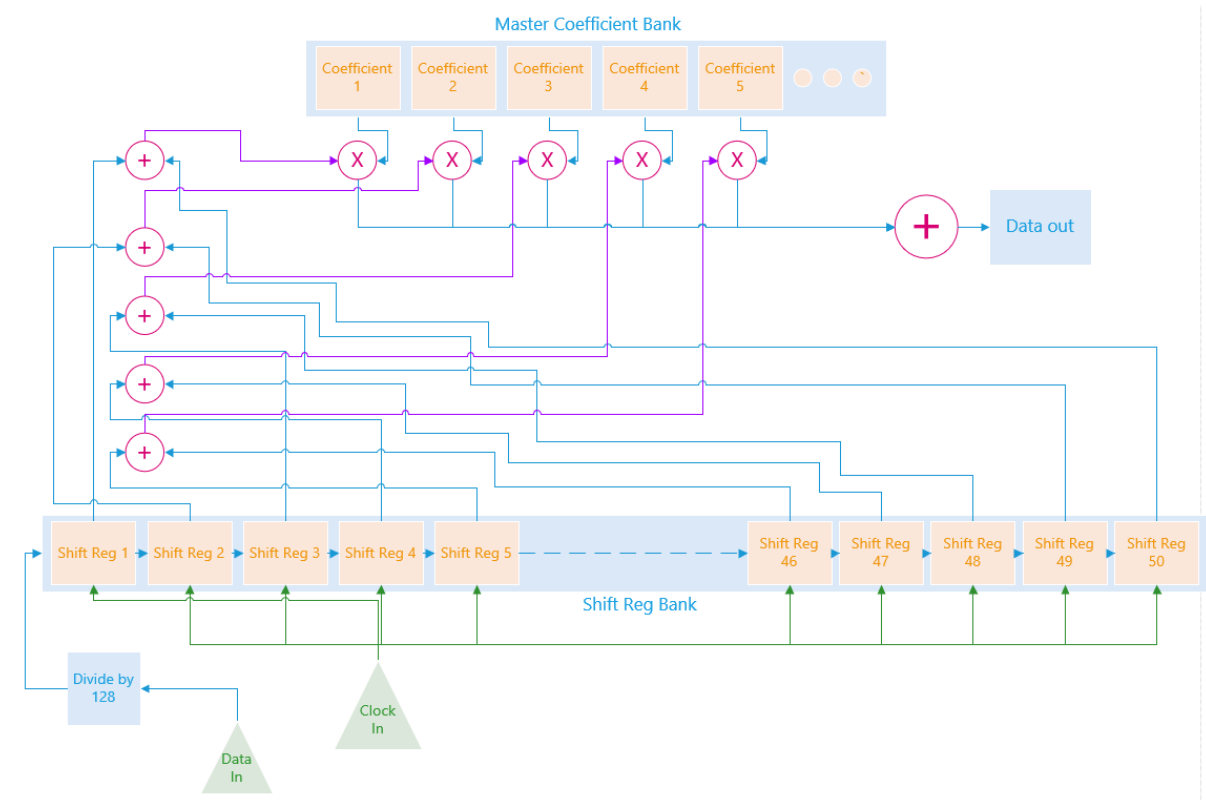 Master Coefficient Bank
Coefficient
1
Coefficient
2
Coefficient
3
Coefficient
4
Coefficient
5
+
X
X
X
X
X
+
Data out
+
+
+
+
Shift Reg 1
Shift Reg 2
Shift Reg 3
Shift Reg 4
Shift Reg 5
Shift Reg
46
Shift Reg
47
Shift Reg
48
Shift Reg
49
Shift Reg
50
Shift Reg Bank
Divide by
128
Clock
In
Data
In